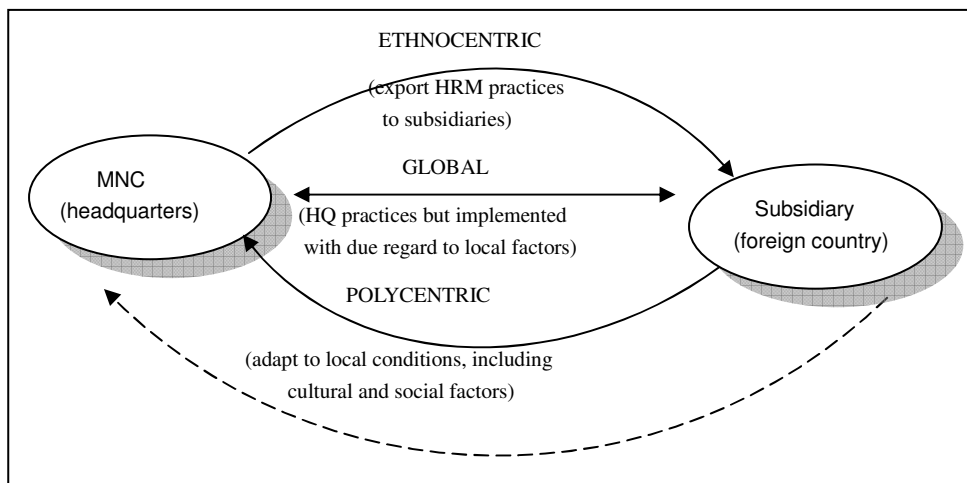 ETHNOCENTRIC
(export HRM practices
to subsidiaries)
MNC
(headquarters)
GLOBAL
(HQ practices but implemented
with due regard to local factors)
Subsidiary
(foreign country)
POLYCENTRIC
(adapt to local conditions, including
cultural and social factors)